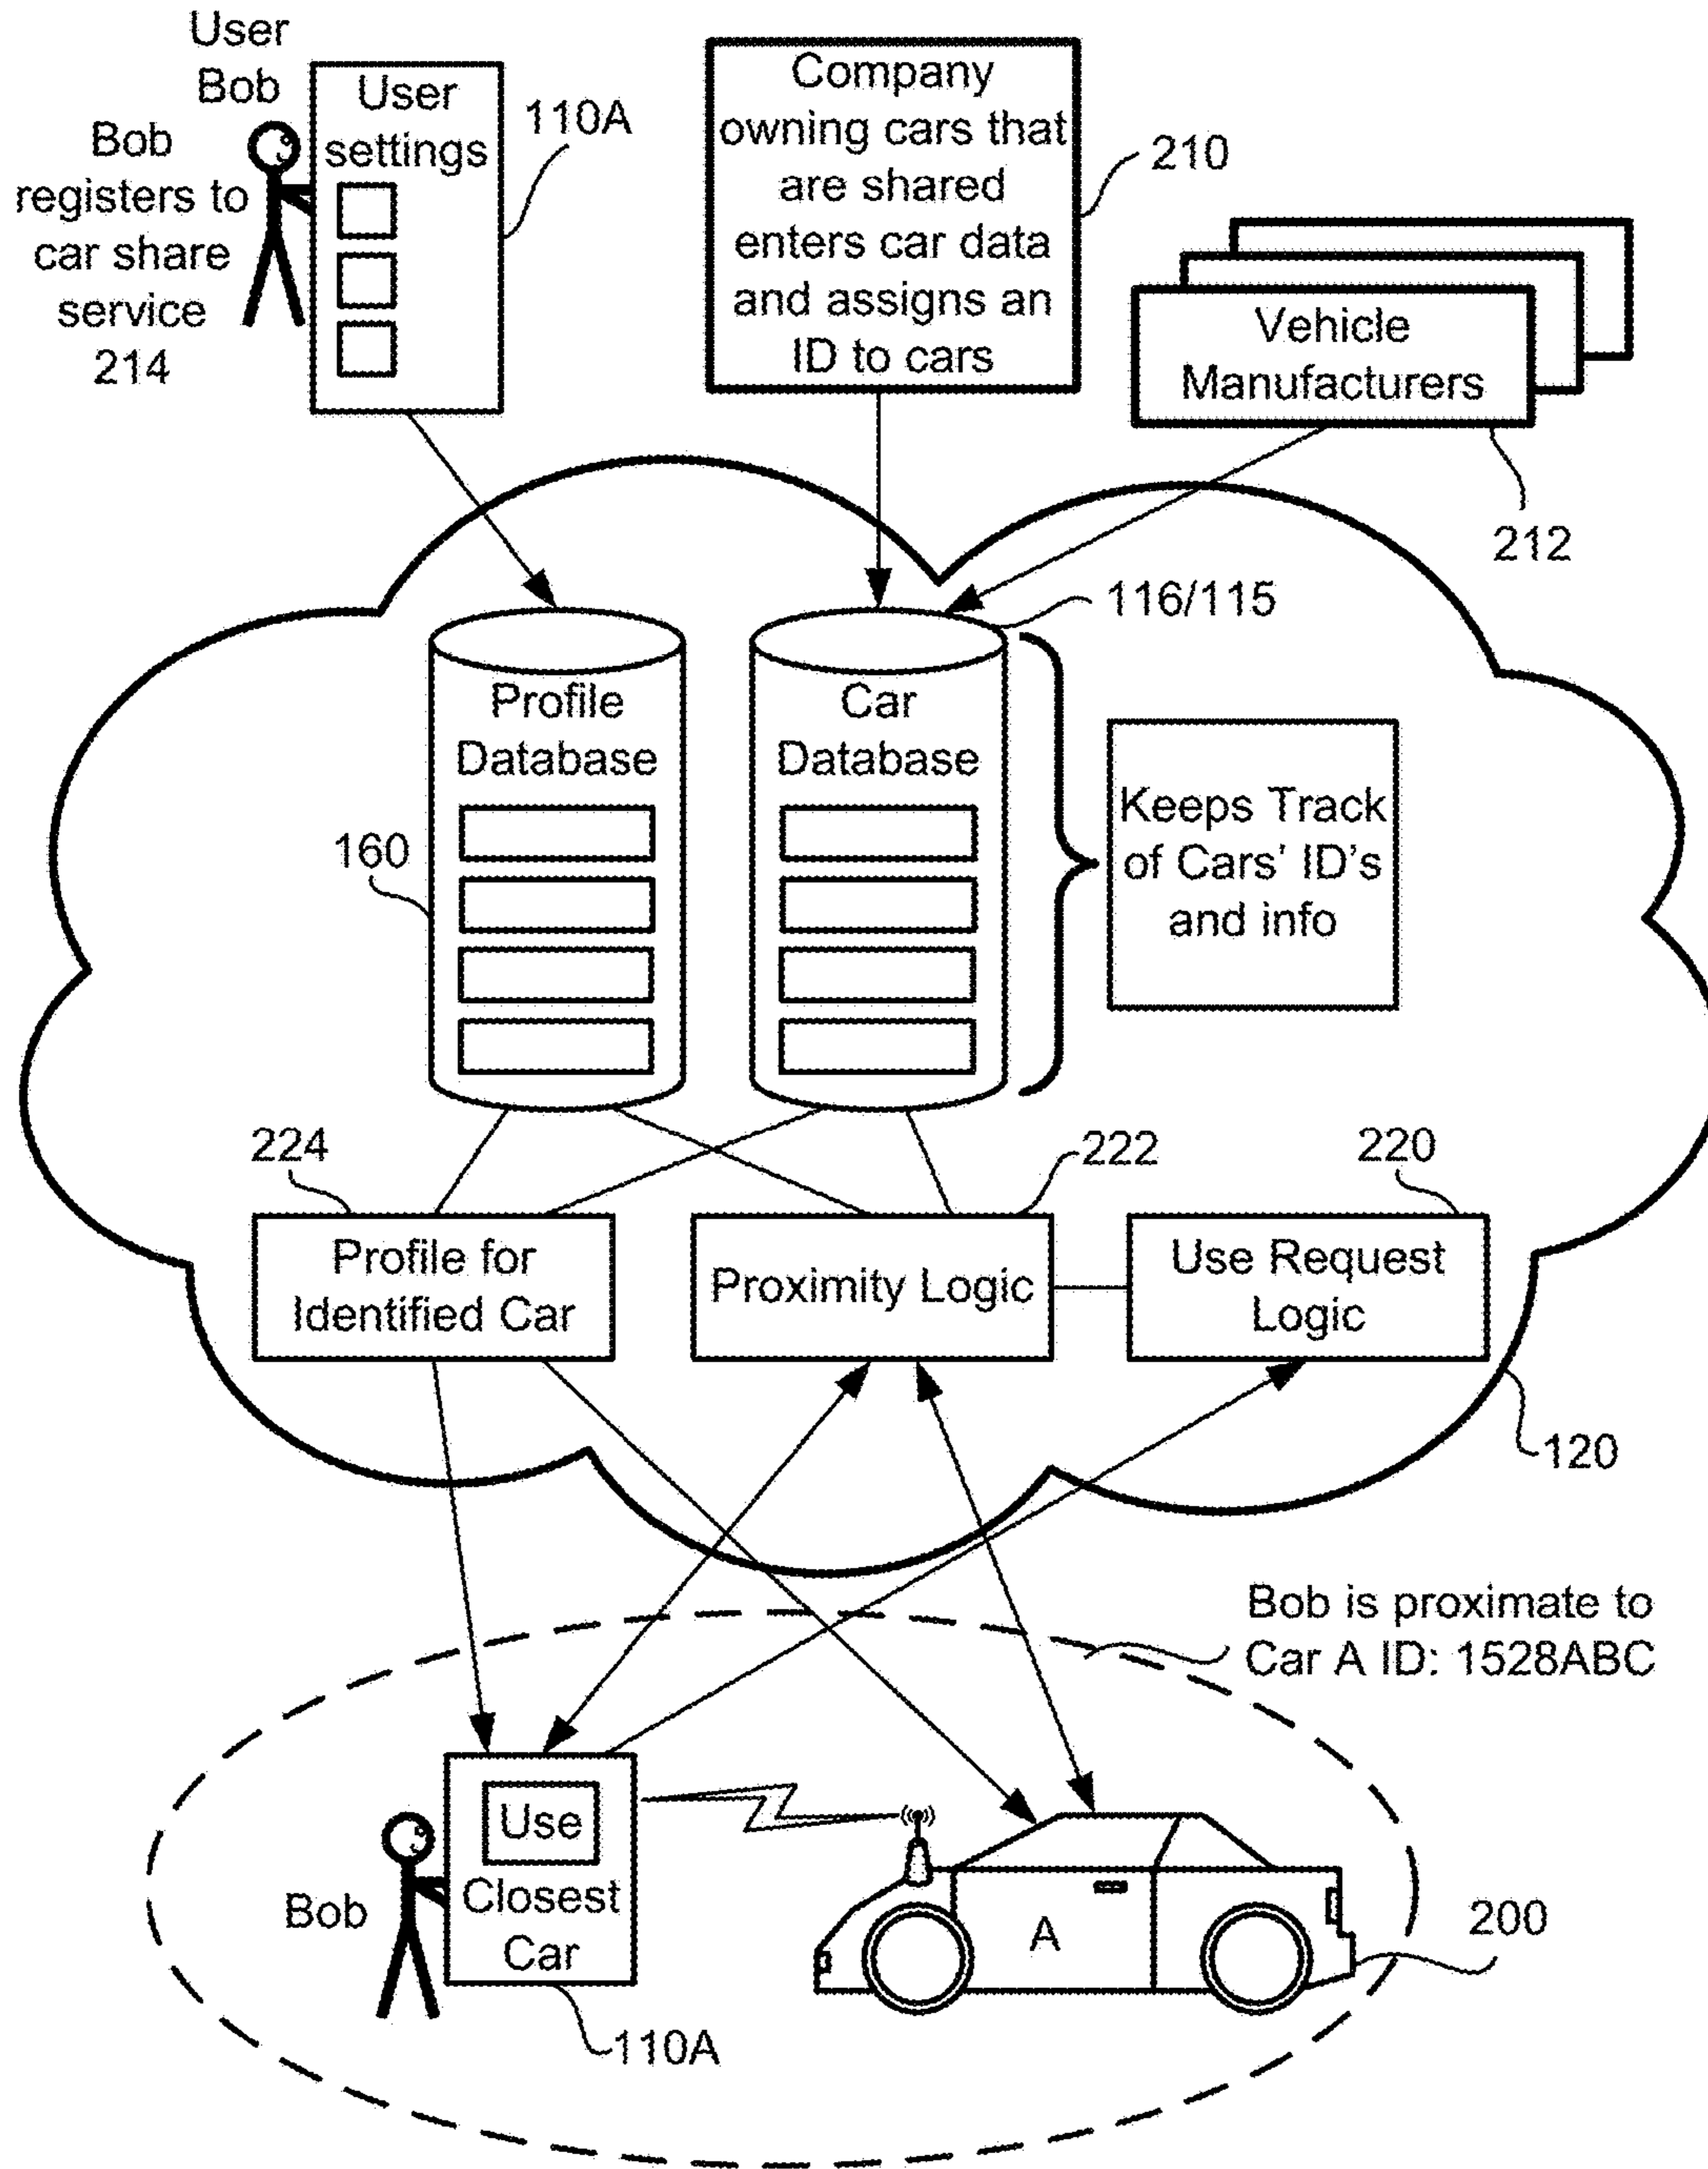 User
Bob
Bob
registers to
car share
service
214
User
settings
110A
Company
owning cars that
are shared
enters car data
and assigns an
ID to cars
210
Vehicle
Manufacturers
212
116/115
Profile
Database
160
Car
Database
Keeps Track
of Cars' ID's
and info
224
222
220
Profile for
Identified Car
Proximity Logic
Use Request
Logic
120
Bob is proximate to
Car A ID: 1528ABC
Bob
Use
Closest
Car
110A
A
200